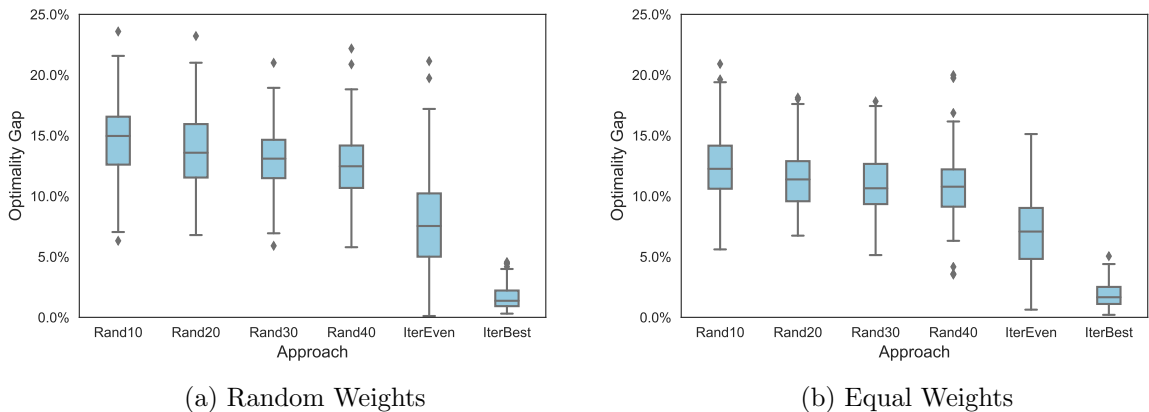 25.0%
20.0%
15.0%
10.0%
5.0%
0.0%
Optimality Gap
Rand10 Rand20 Rand30 Rand40 IterEven IterBest
Approach
(a) Random Weights
25.0%
20.0%
15.0%
10.0%
5.0%
0.0%
Optimality Gap
Rand10 Rand20 Rand30 Rand40 IterEven IterBest
Approach
(b) Equal Weights